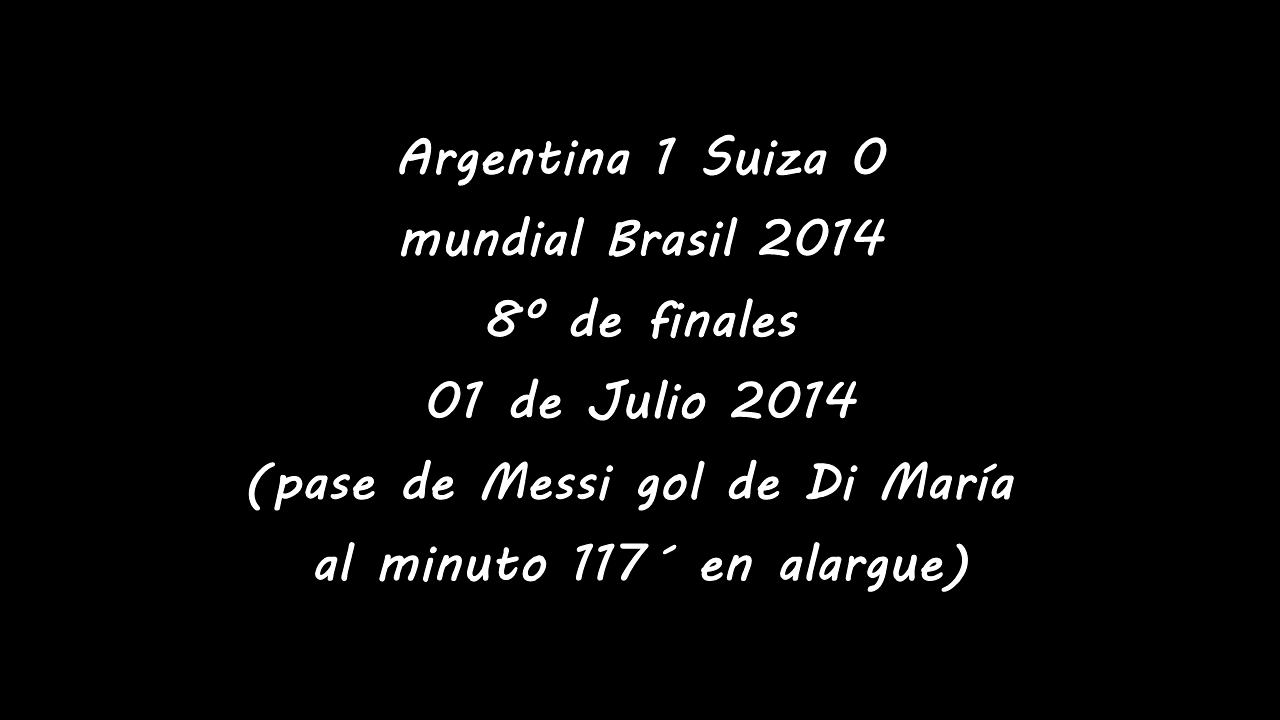 Argentina 1 Suiza 0
mundial Brasil 2014
8º de finales
01 de Julio 2014
(pase de Messi gol de Di María
al minuto 117´ en alargue)